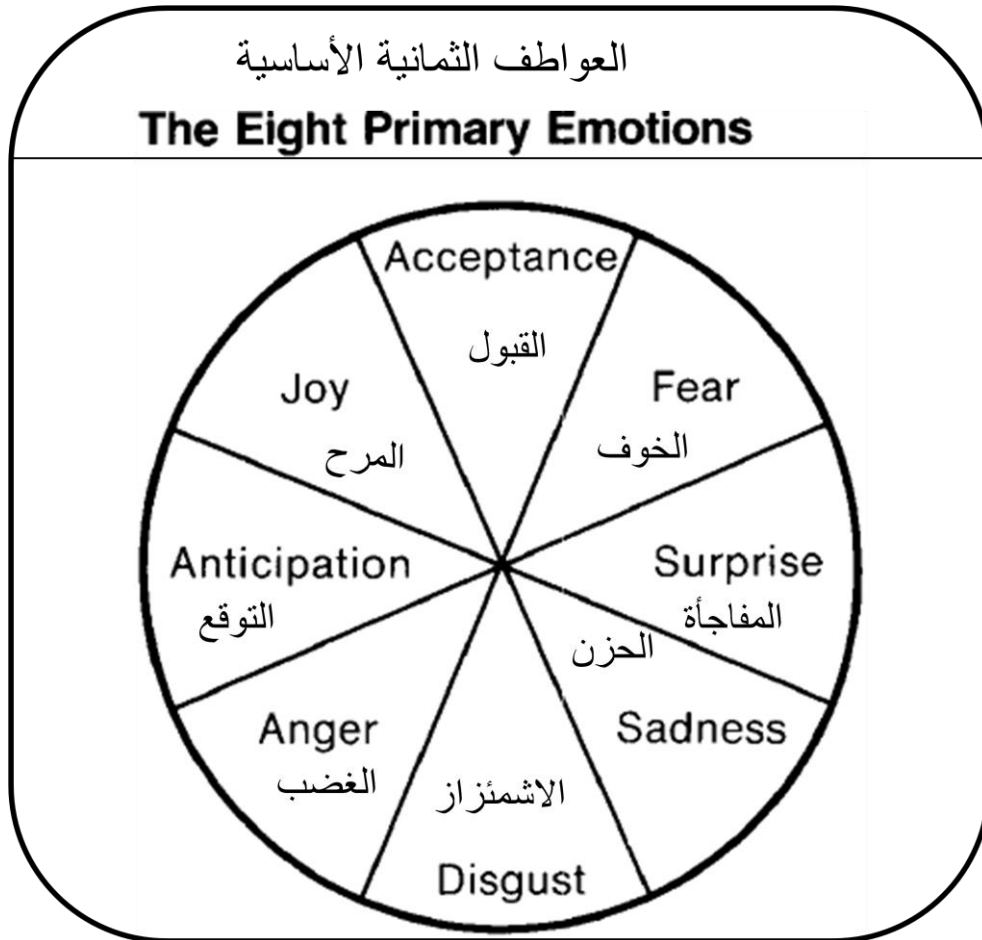 العواطف الثمانية الأساسية
The Eight Primary Emotions
Acceptance
القبول
Joy
المرح
Fear
الخوف
Anticipation
التوقع
Surprise
المفاجأة
الحزن
Sadness
Anger
الغضب
الاشمئزاز
Disgust